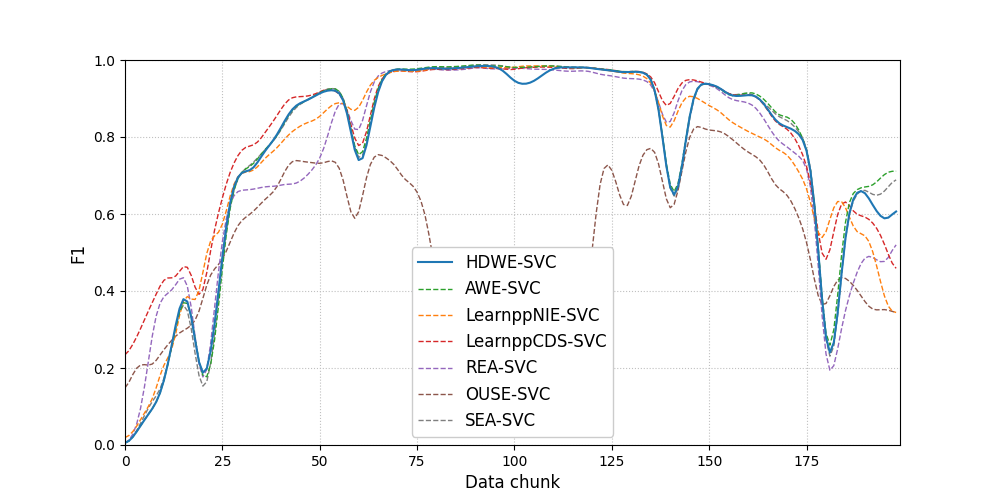 1.0
0.8
0.6
0.4
0.2
0.0
F1
HDWE-SVC
AWE-SVC
LearnppNIE-SVC
LearnppCDS-SVC
REA-SVC
OUSE-SVC
SEA-SVC
0 25 50 75 100 125 150 175
Data chunk